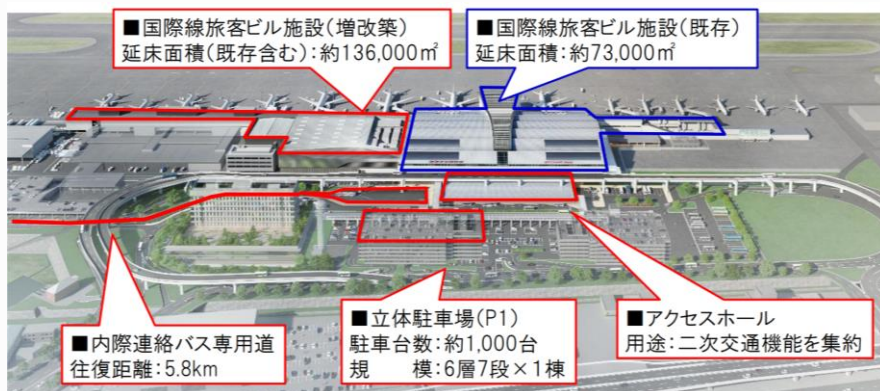 ■国際線旅客ビル施設(増改築)
延床面積(既存含む):約136,000㎡
■国際線旅客ビル施設(既存)
延床面積:約73,000㎡
■内際連絡バス専用道
往復距離:5.8km
■立体駐車場(P1)
駐車台数:約1,000台
規　　模:6層7段×1棟
■アクセスホール
用途:二次交通機能を集約